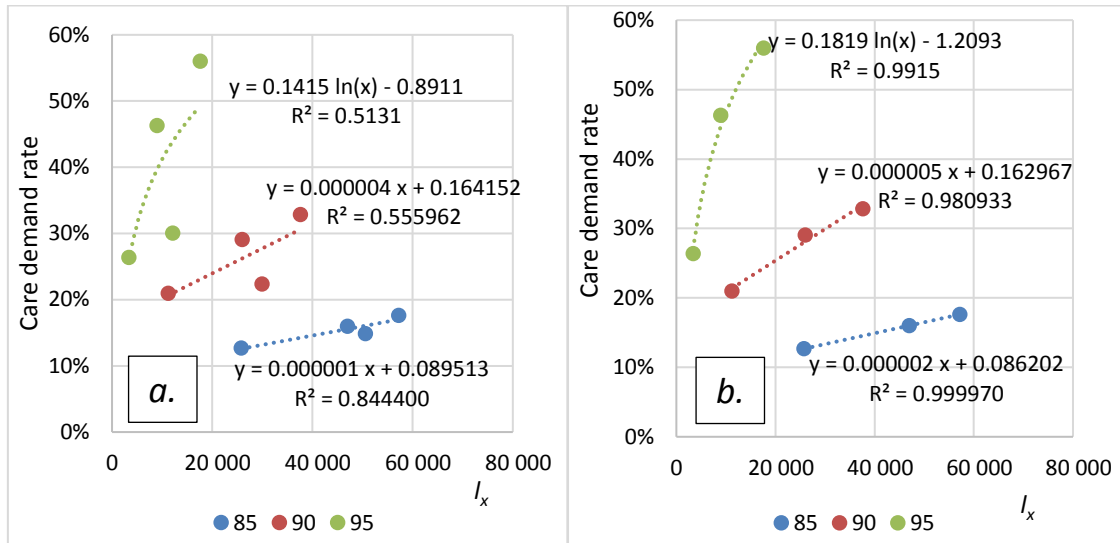 60%
50%
40%
30%
20%
10%
0%
Care demand rate
y = 0.1415 ln(x) - 0.8911
R² = 0.5131
y = 0.000004 x + 0.164152
R² = 0.555962
y = 0.000001 x + 0.089513
R² = 0.844400
a.
0 20 000 40 000 60 000 80 000
lx
85 90 95
60%
50%
40%
30%
20%
10%
0%
Care demand rate
y = 0.1819 ln(x) - 1.2093
R² = 0.9915
y = 0.000005 x + 0.162967
R² = 0.980933
y = 0.000002 x + 0.086202
R² = 0.999970
b.
0 20 000 40 000 60 000 80 000
lx
85 90 95